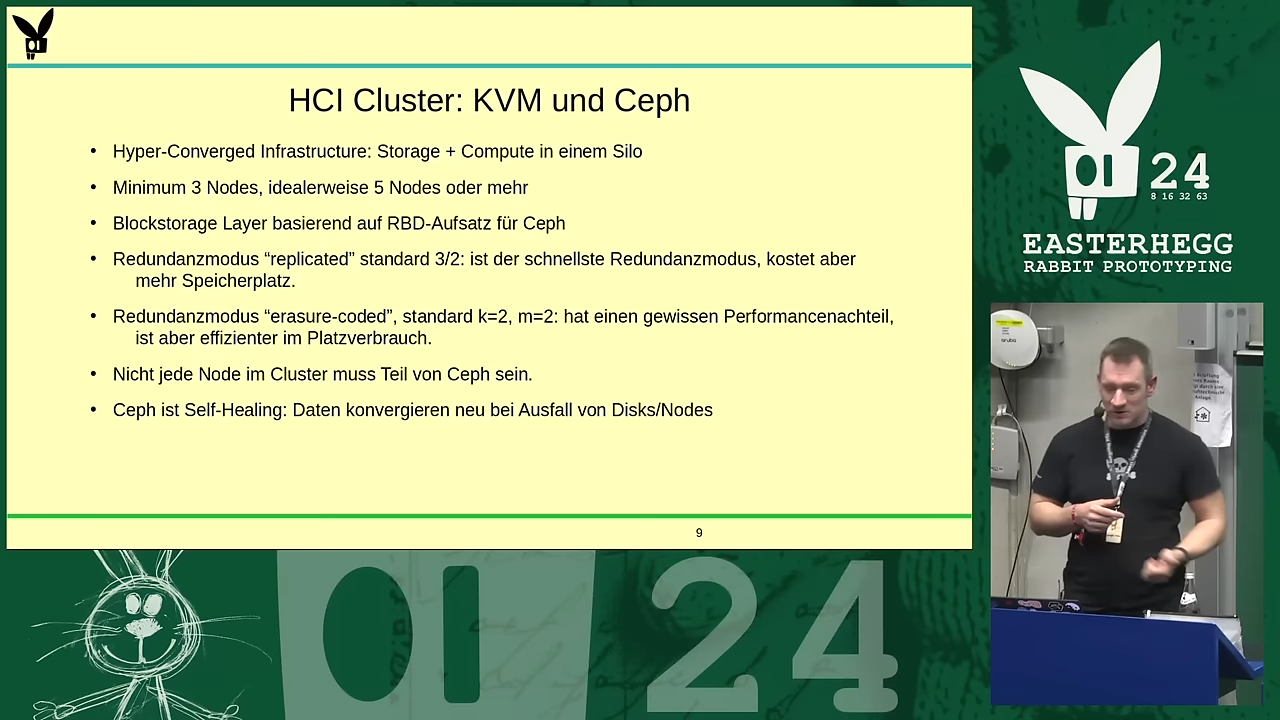 HCI Cluster: KVM und Ceph
• Hyper-Converged Infrastructure: Storage + Compute in einem Silo
• Minimum 3 Nodes, idealerweise 5 Nodes oder mehr
• Blockstorage Layer basierend auf RBD-Aufsatz für Ceph
• Redundanzmodus “replicated” standard 3/2: ist der schnellste Redundanzmodus, kostet aber
mehr Speicherplatz.
• Redundanzmodus “erasure-coded”, standard k=2, m=2: hat einen gewissen Performancenachteil,
ist aber effizienter im Platzverbrauch.
• Nicht jede Node im Cluster muss Teil von Ceph sein.
• Ceph ist Self-Healing: Daten konvergieren neu bei Ausfall von Disks/Nodes
9
24
8 16 32 63
EASTERHEGG
RABBIT PROTOTYPING
aruba
Anlage.
24